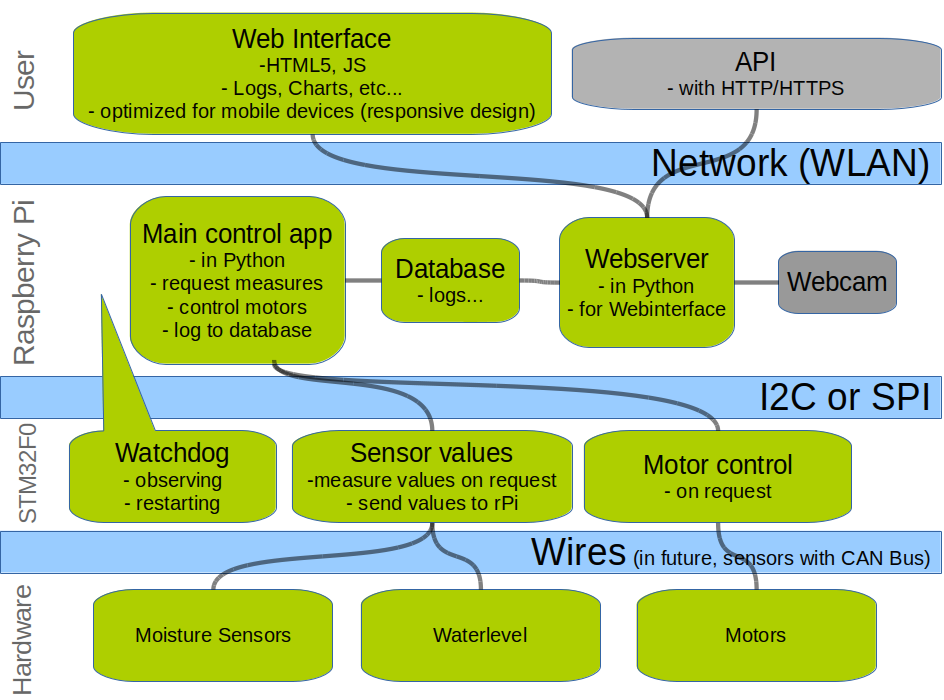 User
Web Interface
-HTML5, JS
- Logs, Charts, etc...
- optimized for mobile devices (responsive design)
API
- with HTTP/HTTPS
Network (WLAN)
Raspberry Pi
Main control app
- in Python
- request measures
- control motors
- log to database
Database
- logs...
Webserver
- in Python
- for Webinterface
Webcam
I2C or SPI
STM32F0
Watchdog
- observing
- restarting
Sensor values
-measure values on request
- send values to rPi
Motor control
- on request
Wires (in future, sensors with CAN Bus)
Hardware
Moisture Sensors
Waterlevel
Motors